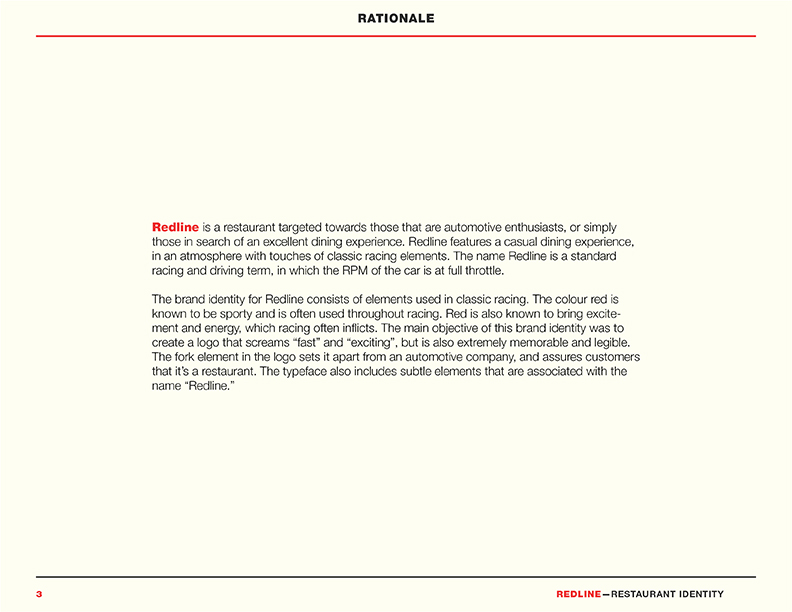 RATIONALE
Redline is a restaurant targeted towards those that are automotive enthusiasts, or simply
those in search of an excellent dining experience. Redline features a casual dining experience,
in an atmosphere with touches of classic racing elements. The name Redline is a standard
racing and driving term, in which the RPM of the car is at full throttle.
The brand identity for Redline consists of elements used in classic racing. The colour red is
known to be sporty and is often used throughout racing. Red is also known to bring excite-
ment and energy, which racing often inflicts. The main objective of this brand identity was to
create a logo that screams “fast” and “exciting”, but is also extremely memorable and legible.
The fork element in the logo sets it apart from an automotive company, and assures customers
that it’s a restaurant. The typeface also includes subtle elements that are associated with the
name “Redline.”
3
REDLINE—RESTAURANT IDENTITY